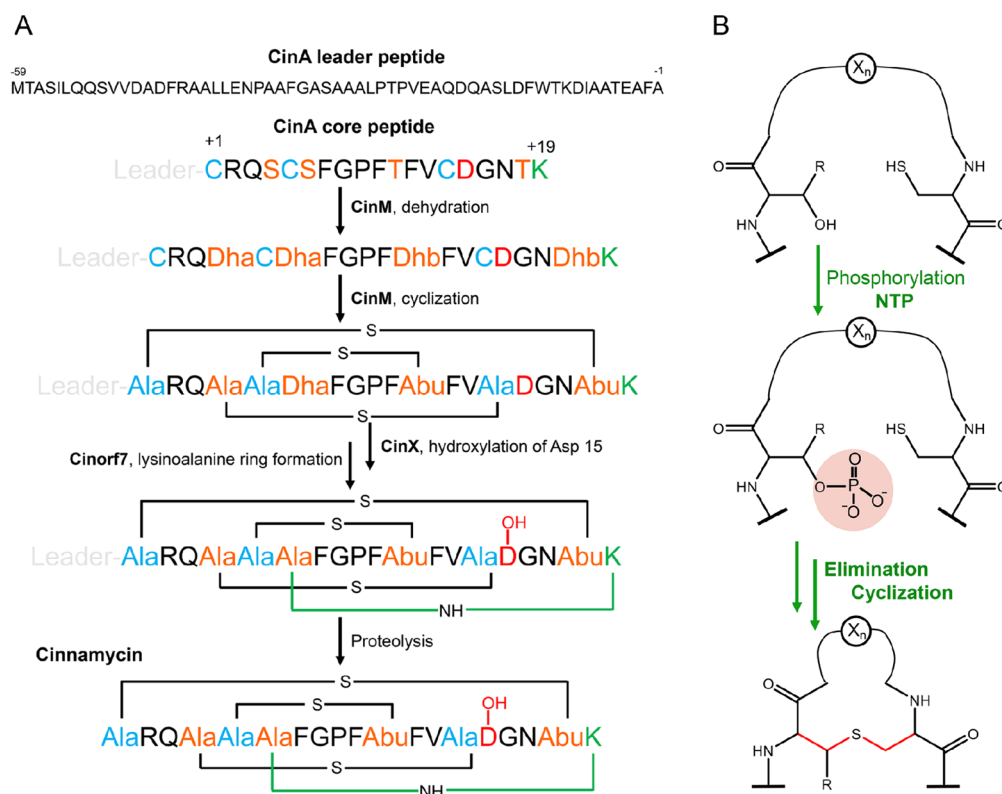 A
CinA leader peptide
-59
-1
MTASILQQSVVDADFRAALLENPAAFGASAAALPTPVEAQDQASLDFWTKDIAATEAFA
CinA core peptide
+1
+19
Leader-CRQSCSFGPFTFVCDGNTK
CinM, dehydration
Leader-CRQDhaCDhaFGPFDhbFVCDGNDhbK
CinM, cyclization
S
S
Leader-AlaRQAlaAlaDhaFGPFAbuFVAlaDGNAbuK
S
Cinorf7, lysinoalanine ring formation
CinX, hydroxylation of Asp 15
S
S
OH
Leader-AlaRQAlaAlaAlaFGPFAbuFVAlaDGNAbuK
S
NH
Proteolysis
Cinnamycin
S
S
OH
AlaRQAlaAlaAlaFGPFAbuFVAlaDGNAbuK
S
NH
B
Xn
O
R
HS
NH
HN
OH
O
Phosphorylation
NTP
Xn
O
R
HS
NH
O
HN
O
P
O-
-O
O
Elimination
Cyclization
Xn
O
NH
S
HN
R
O